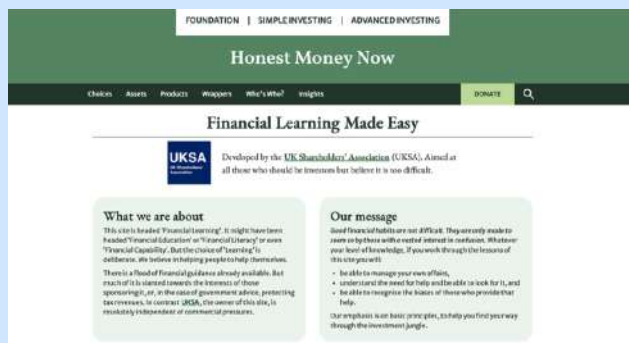 FOUNDATION | SIMPLE INVESTING | ADVANCED INVESTING
Honest Money Now
Choices Assets Products Wrappers Who's Who? Insights DONATE
Financial Learning Made Easy
UKSA
UK Shareholders' Association
Developed by the UK Shareholders' Association (UKSA). Aimed at
all those who should be investors but believe it is too difficult.
What we are about
This site is headed 'Financial Learning'. It might have been
headed 'Financial Education' or 'Financial Literacy' or even
'Financial Capability'. But the choice of 'Learning' is
deliberate. We believe in helping people to help themselves.
There is a flood of financial guidance already available. But
much of it is slanted towards the interests of those
sponsoring it, or, in the case of government advice, protecting
tax revenues. In contrast UKSA, the owner of this site, is
resolutely independent of commercial pressures.
Our message
Good financial habits are not difficult. They are only made to
seem so by those with a vested interest in confusion. Whatever
your level of knowledge, if you work through the lessons of
this site you will:
• be able to manage your own affairs,
• understand the need for help and be able to look for it, and
• be able to recognise the biases of those who provide that
help.
Our emphasis is on basic principles, to help you find your way
through the investment jungle.